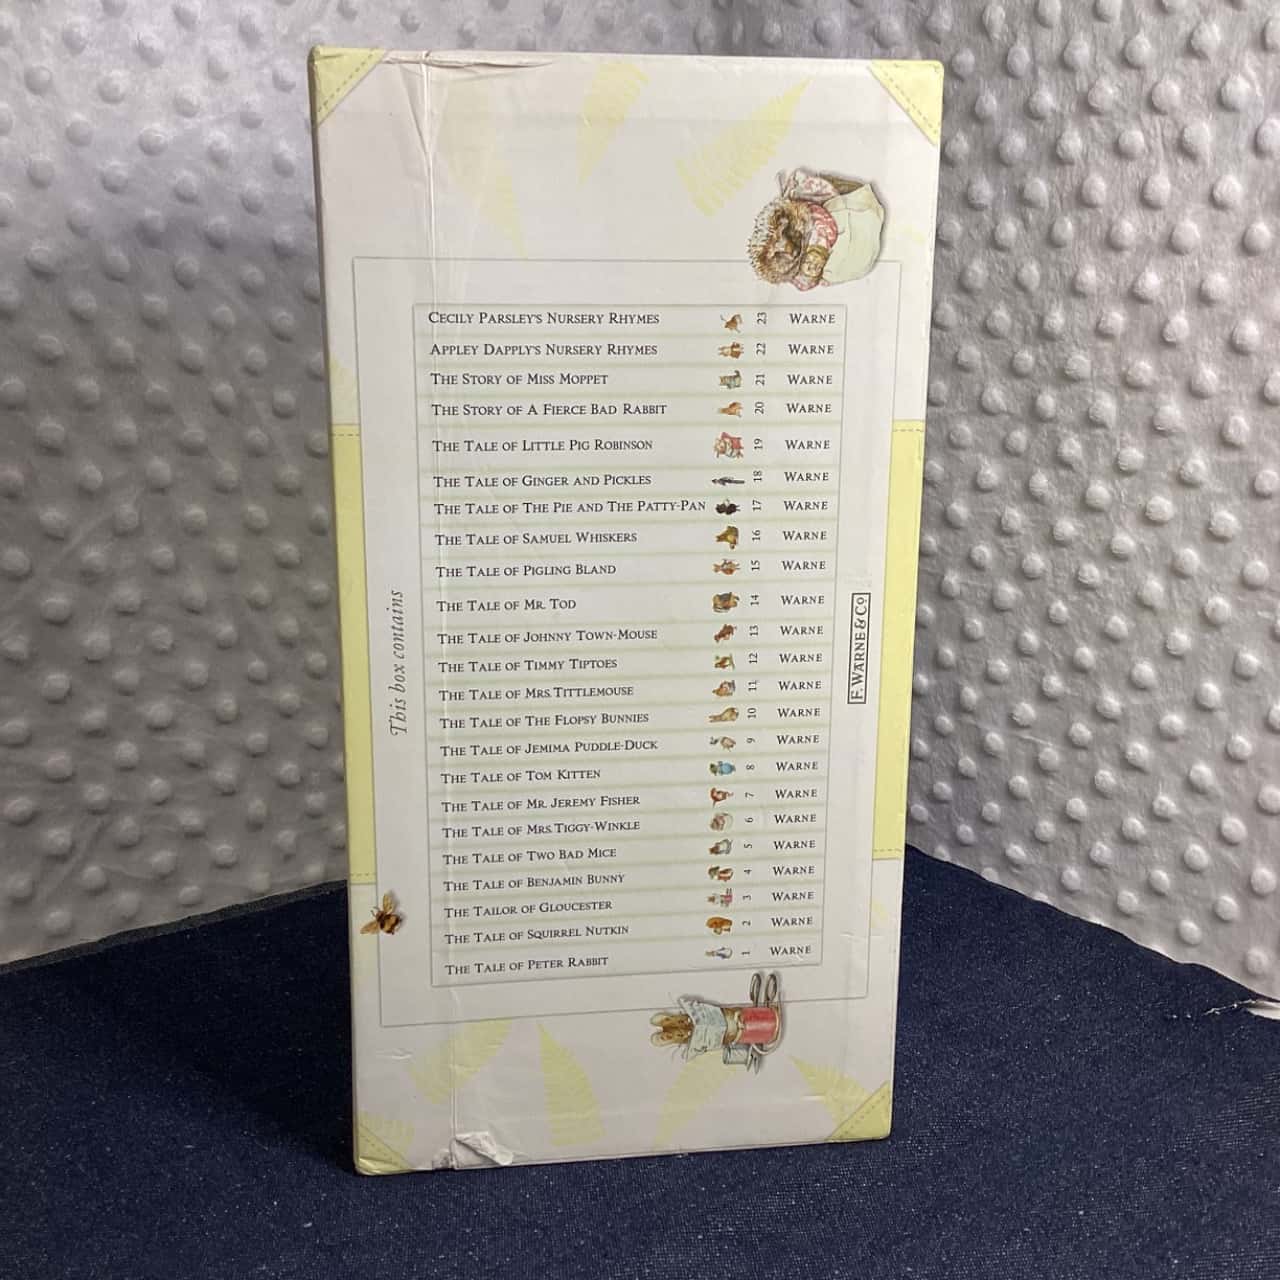 This box contains
CECILY PARSLEY'S NURSERY RHYMES 23 WARNE
APPLEY DAPPLY'S NURSERY RHYMES 22 WARNE
THE STORY OF MISS MOPPET 21 WARNE
THE STORY OF A FIERCE BAD RABBIT 20 WARNE
THE TALE OF LITTLE PIG ROBINSON 19 WARNE
THE TALE OF GINGER AND PICKLES 18 WARNE
THE TALE OF THE PIE AND THE PATTY-PAN 17 WARNE
THE TALE OF SAMUEL WHISKERS 16 WARNE
THE TALE OF PIGLING BLAND 15 WARNE
THE TALE OF MR. TOD 14 WARNE
THE TALE OF JOHNNY TOWN-MOUSE 13 WARNE
THE TALE OF TIMMY TIPTOES 12 WARNE
THE TALE OF MRS. TITTLEMOUSE 11 WARNE
THE TALE OF THE FLOPSY BUNNIES 10 WARNE
THE TALE OF JEMIMA PUDDLE-DUCK 9 WARNE
THE TALE OF TOM KITTEN 8 WARNE
THE TALE OF MR. JEREMY FISHER 7 WARNE
THE TALE OF MRS. TIGGY-WINKLE 6 WARNE
THE TALE OF TWO BAD MICE 5 WARNE
THE TALE OF BENJAMIN BUNNY 4 WARNE
THE TAILOR OF GLOUCESTER 3 WARNE
THE TALE OF SQUIRREL NUTKIN 2 WARNE
THE TALE OF PETER RABBIT 1 WARNE
F. WARNE & Co.